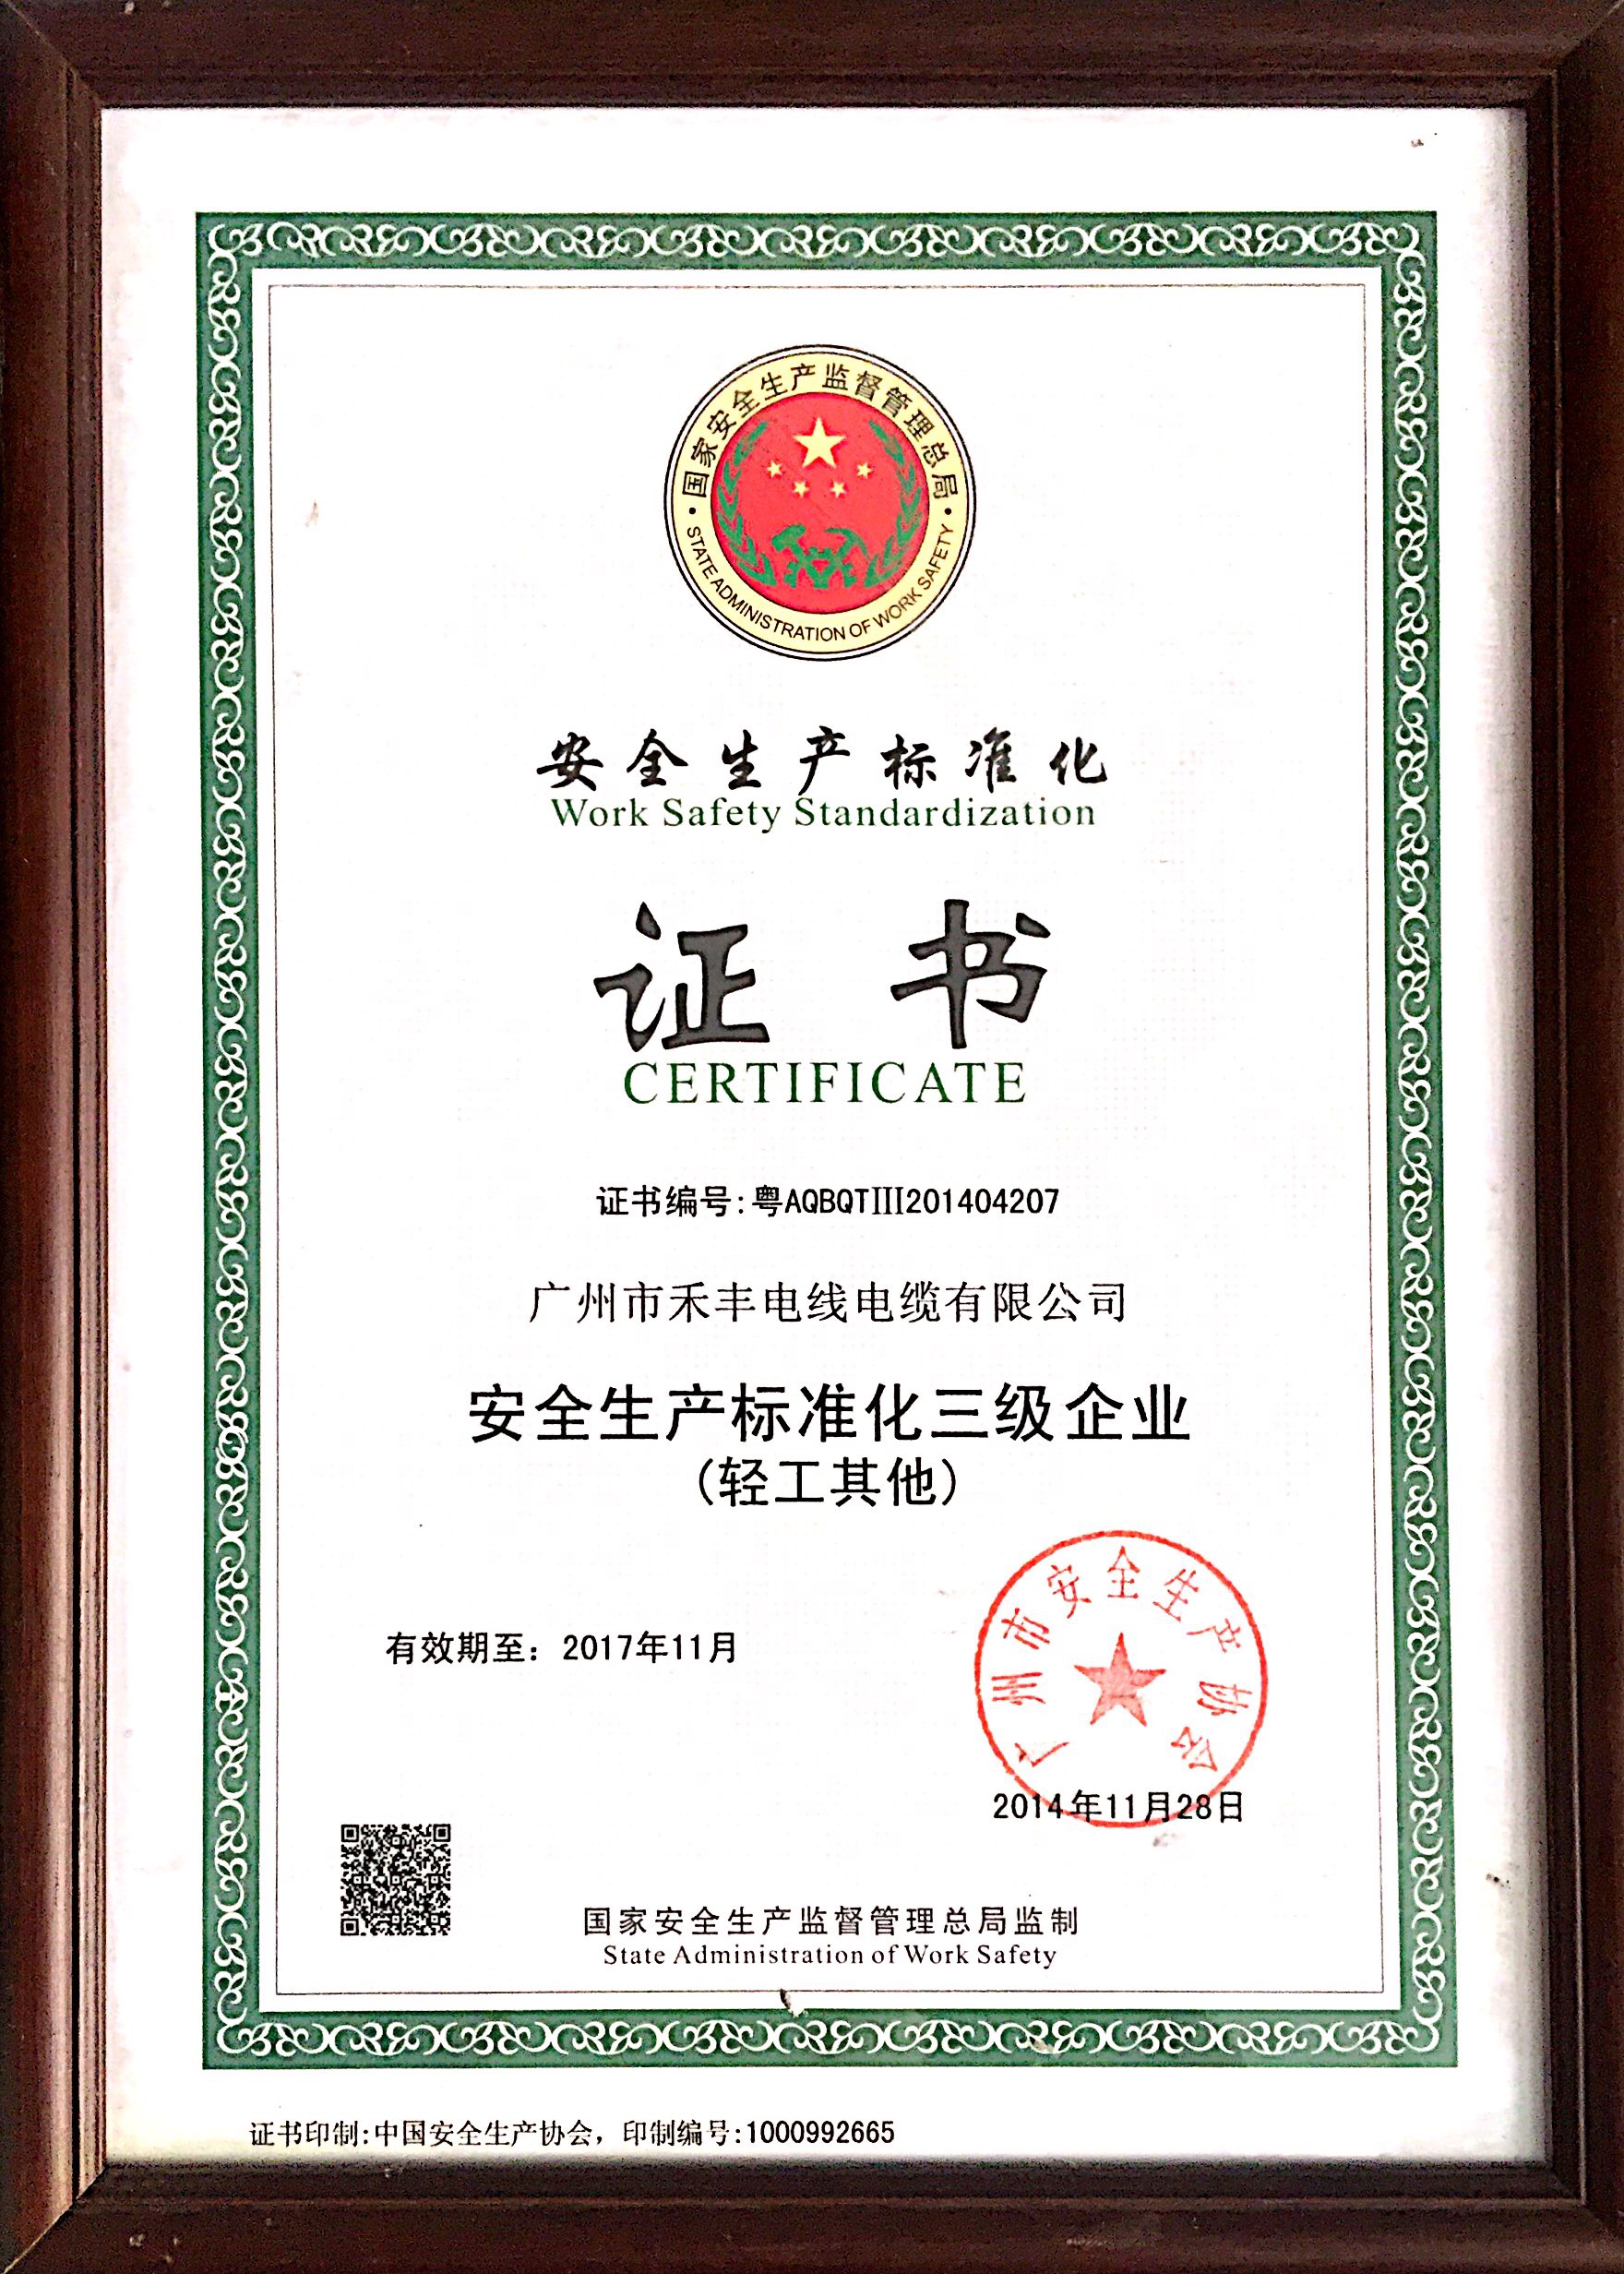 国家安全生产监督管理总局
STATE ADMINISTRATION OF WORK SAFETY
安全生产标准化
Work Safety Standardization
证书
CERTIFICATE
证书编号:粤AQBQTIII201404207
广州市禾丰电线电缆有限公司
安全生产标准化三级企业
(轻工其他)
有效期至：2017年11月
广州市安全生产协会
2014年11月28日
国家安全生产监督管理总局监制
State Administration of Work Safety
证书印制:中国安全生产协会，印制编号:1000992665